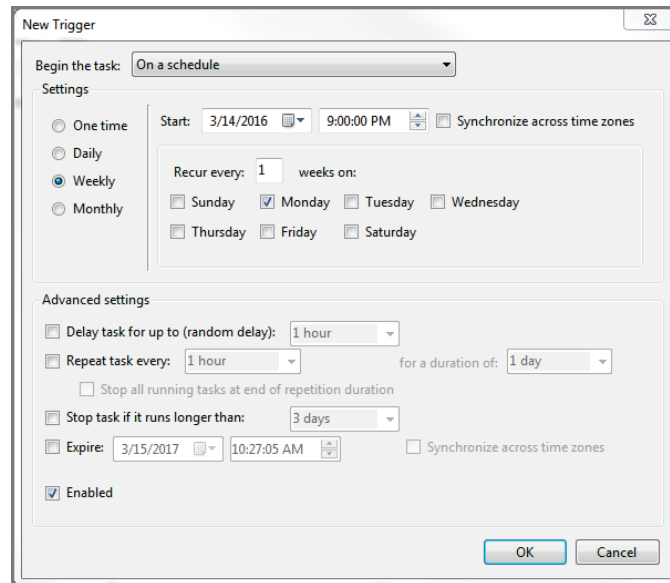 New Trigger
Begin the task: On a schedule
Settings
One time
Start: 3/14/2016 9:00:00 PM Synchronize across time zones
Daily
Recur every: 1 weeks on:
Weekly
Sunday Monday Tuesday Wednesday
Monthly
Thursday Friday Saturday
Advanced settings
Delay task for up to (random delay): 1 hour
Repeat task every: 1 hour for a duration of: 1 day
Stop all running tasks at end of repetition duration
Stop task if it runs longer than: 3 days
Expire: 3/15/2017 10:27:05 AM Synchronize across time zones
Enabled
OK Cancel